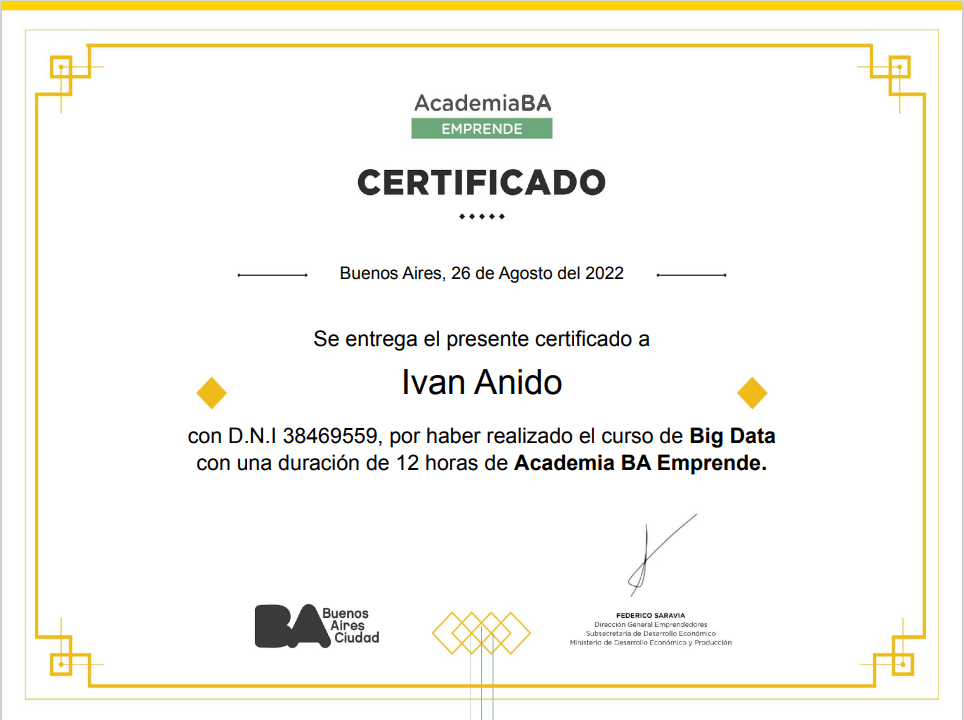 AcademiaBA
EMPRENDE
CERTIFICADO
Buenos Aires, 26 de Agosto del 2022
Se entrega el presente certificado a
Ivan Anido
con D.N.I 38469559, por haber realizado el curso de Big Data
con una duración de 12 horas de Academia BA Emprende.
BA Buenos
Aires
Ciudad
FEDERICO SARAVIA
Dirección General Emprendedores
Subsecretaría de Desarrollo Económico
Ministerio de Desarrollo Económico y Producción